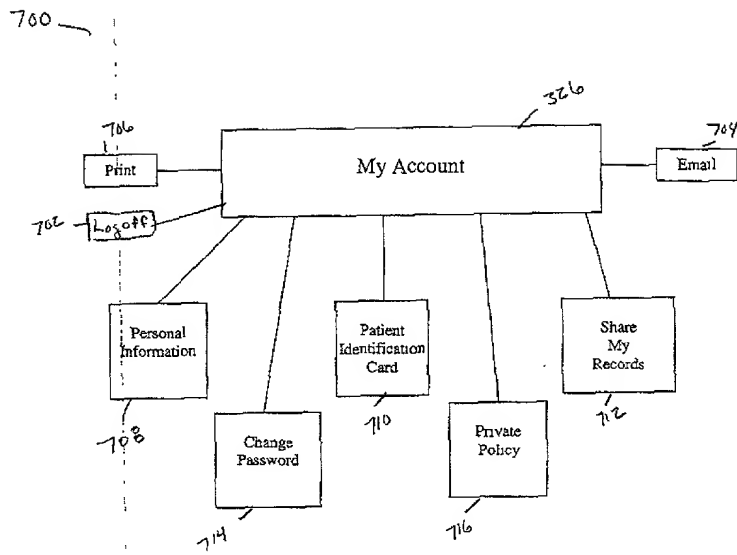 700
326
706
704
Print
My Account
Email
702
Logoff
Personal
Information
Patient
Identification
Card
Share
My
Records
708
710
712
Change
Password
Private
Policy
714
716